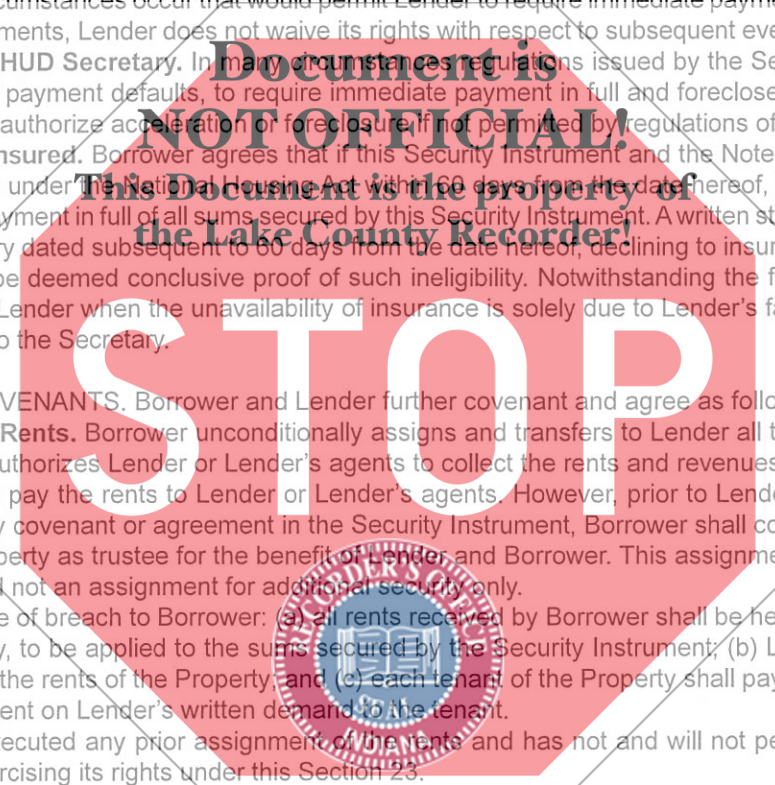 cumstances occur that would permit Lender to require immediate payme
ments, Lender does not waive its rights with respect to subsequent eve
HUD Secretary. In many circumstances regulations issued by the Se
payment defaults, to require immediate payment in full and foreclose
authorize acceleration or foreclosure if not permitted by regulations of
nsured. Borrower agrees that if this Security Instrument and the Note
under the National Housing Act within 60 days from the date hereof,
yment in full of all sums secured by this Security Instrument. A written st
y dated subsequent to 60 days from the date hereof, declining to insur
be deemed conclusive proof of such ineligibility. Notwithstanding the f
Lender when the unavailability of insurance is solely due to Lender's fa
o the Secretary.
Document is
NOT OFFICIAL!
This Document is the property of
the Lake County Recorder!
STOP
VENANTS. Borrower and Lender further covenant and agree as follo
Rents. Borrower unconditionally assigns and transfers to Lender all t
uthorizes Lender or Lender's agents to collect the rents and revenues
pay the rents to Lender or Lender's agents. However, prior to Lende
y covenant or agreement in the Security Instrument, Borrower shall co
perty as trustee for the benefit of Lender and Borrower. This assignme
d not an assignment for additional security only.
e of breach to Borrower: (a) all rents received by Borrower shall be he
y, to be applied to the sums secured by the Security Instrument; (b) L
the rents of the Property; and (c) each tenant of the Property shall pay
ent on Lender's written demand to the tenant.
xecuted any prior assignment of the rents and has not and will not pe
rcising its rights under this Section 23.
RECORDER'S OFFICE
SEAL
INDIANA